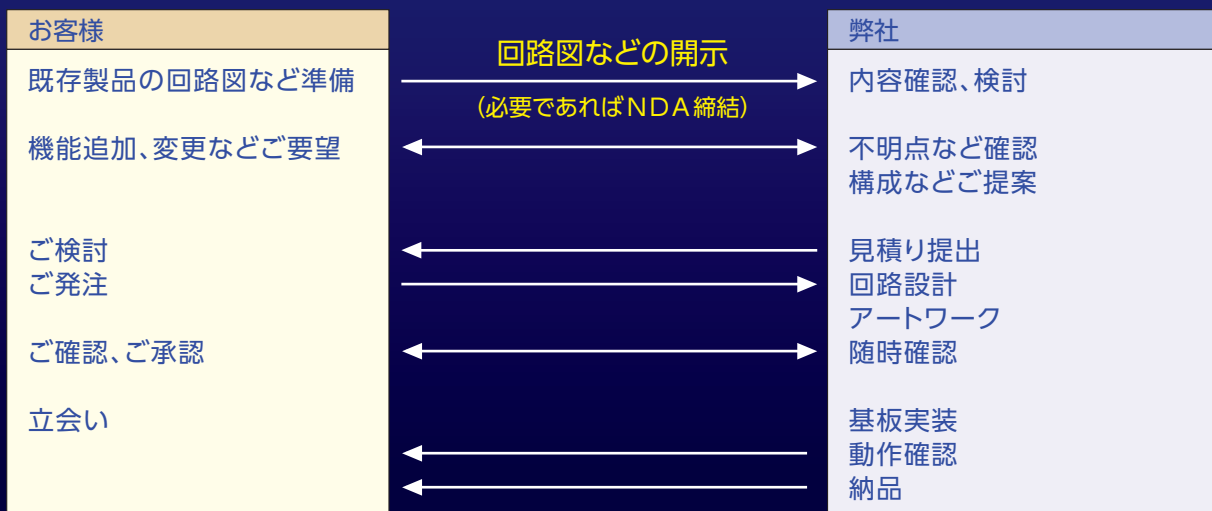 お客様
回路図などの開示
弊社
既存製品の回路図など準備
(必要であればNDA締結)
内容確認、検討
機能追加、変更などご要望
不明点など確認
構成などご提案
ご検討
見積り提出
ご発注
回路設計
アートワーク
ご確認、ご承認
随時確認
立会い
基板実装
動作確認
納品